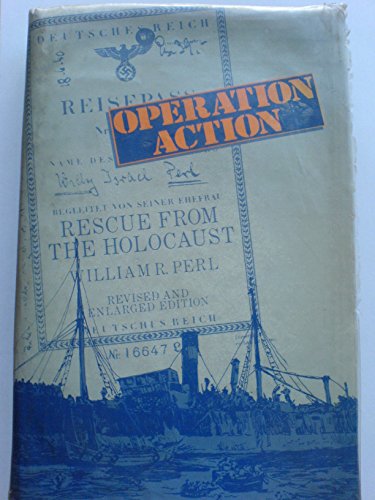 DEUTSCHES REICH
REISEPASS
Nr
OPERATION
ACTION
NAME DES
Israel Perl
BEGLEITET VON SEINER EHEFRAU
RESCUE FROM
THE HOLOCAUST
WILLIAM R. PERL
REVISED AND
ENLARGED EDITION
DEUTSCHES REICH
No 16647